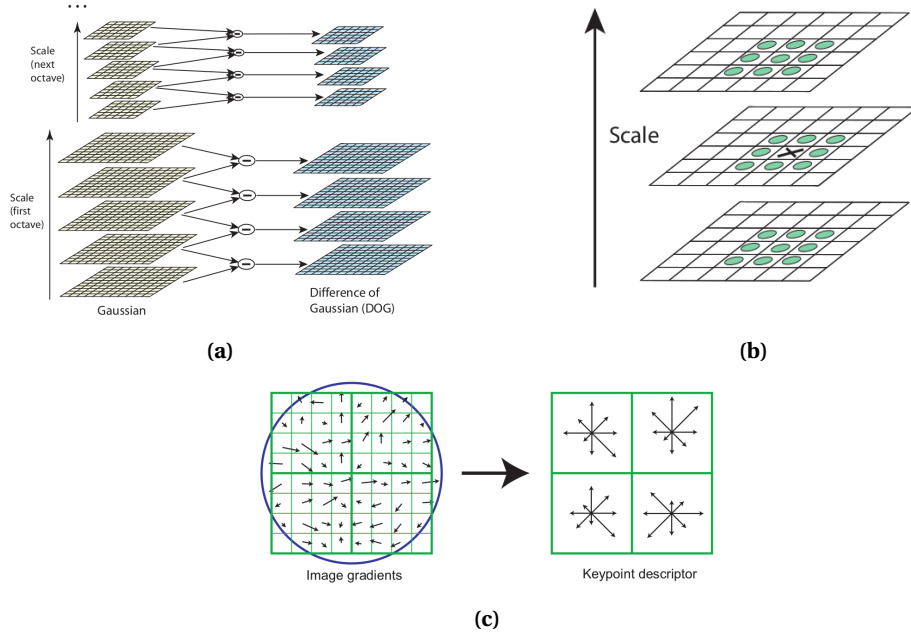 ...
Scale
(next
octave)
Scale
(first
octave)
Gaussian
Difference of
Gaussian (DOG)
(a)
Scale
(b)
Image gradients
Keypoint descriptor
(c)